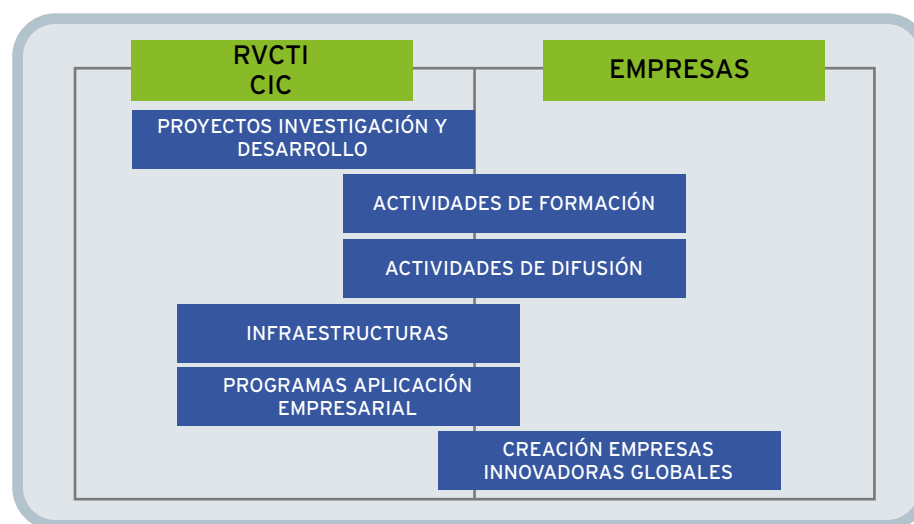 RVCTI
CIC
EMPRESAS
PROYECTOS INVESTIGACIÓN Y
DESARROLLO
ACTIVIDADES DE FORMACIÓN
ACTIVIDADES DE DIFUSIÓN
INFRAESTRUCTURAS
PROGRAMAS APLICACIÓN
EMPRESARIAL
CREACIÓN EMPRESAS
INNOVADORAS GLOBALES